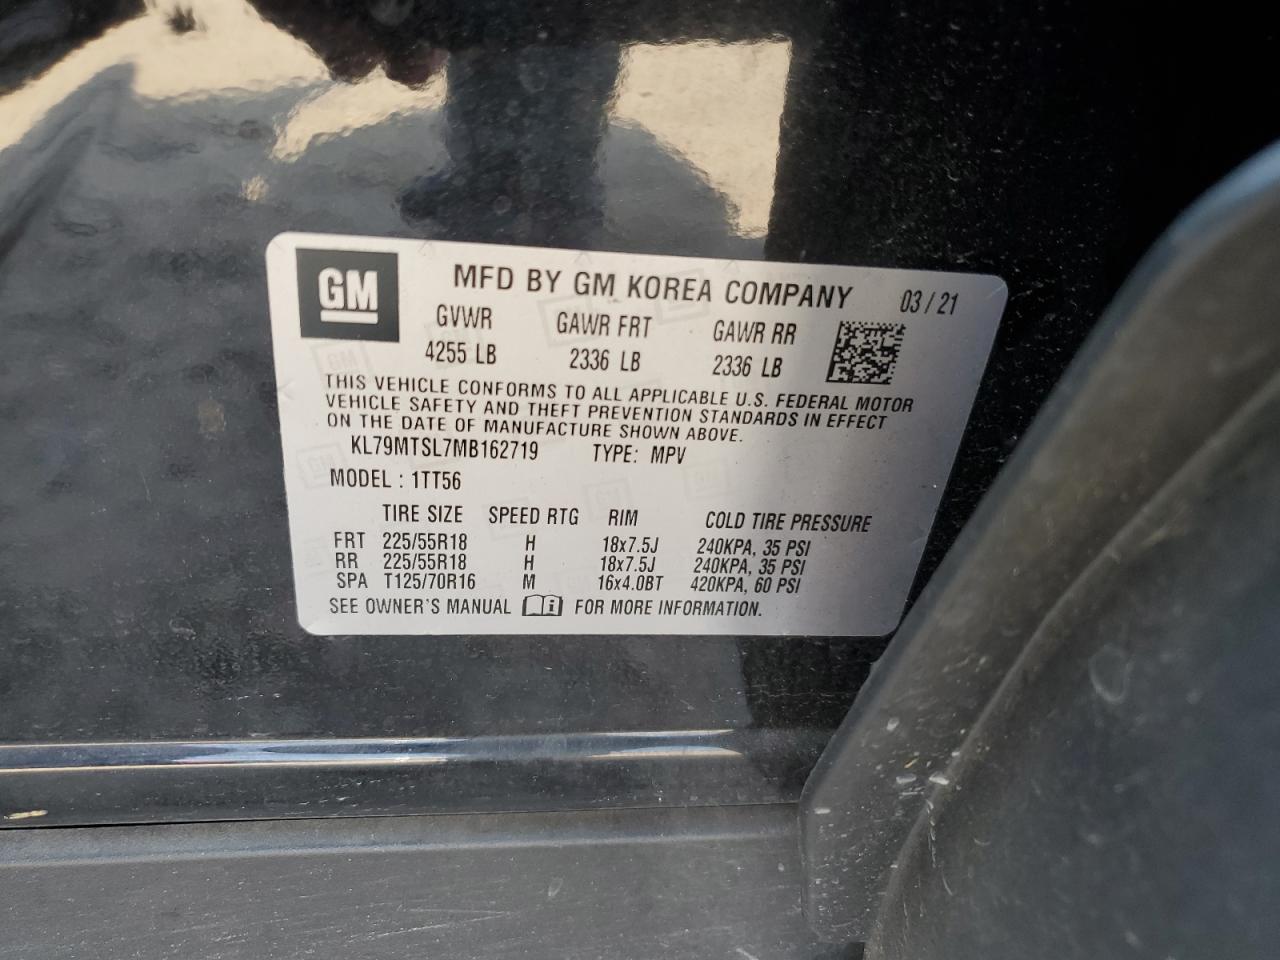 GM MFD BY GM KOREA COMPANY 03/21
GVWR GAWR FRT GAWR RR
4255 LB 2336 LB 2336 LB
THIS VEHICLE CONFORMS TO ALL APPLICABLE U.S. FEDERAL MOTOR
VEHICLE SAFETY AND THEFT PREVENTION STANDARDS IN EFFECT
ON THE DATE OF MANUFACTURE SHOWN ABOVE.
KL79MTSL7MB162719 TYPE: MPV
MODEL : 1TT56
TIRE SIZE SPEED RTG RIM COLD TIRE PRESSURE
FRT 225/55R18 H 18x7.5J 240KPA, 35 PSI
RR 225/55R18 H 18x7.5J 240KPA, 35 PSI
SPA T125/70R16 M 16x4.0BT 420KPA, 60 PSI
SEE OWNER'S MANUAL i FOR MORE INFORMATION.